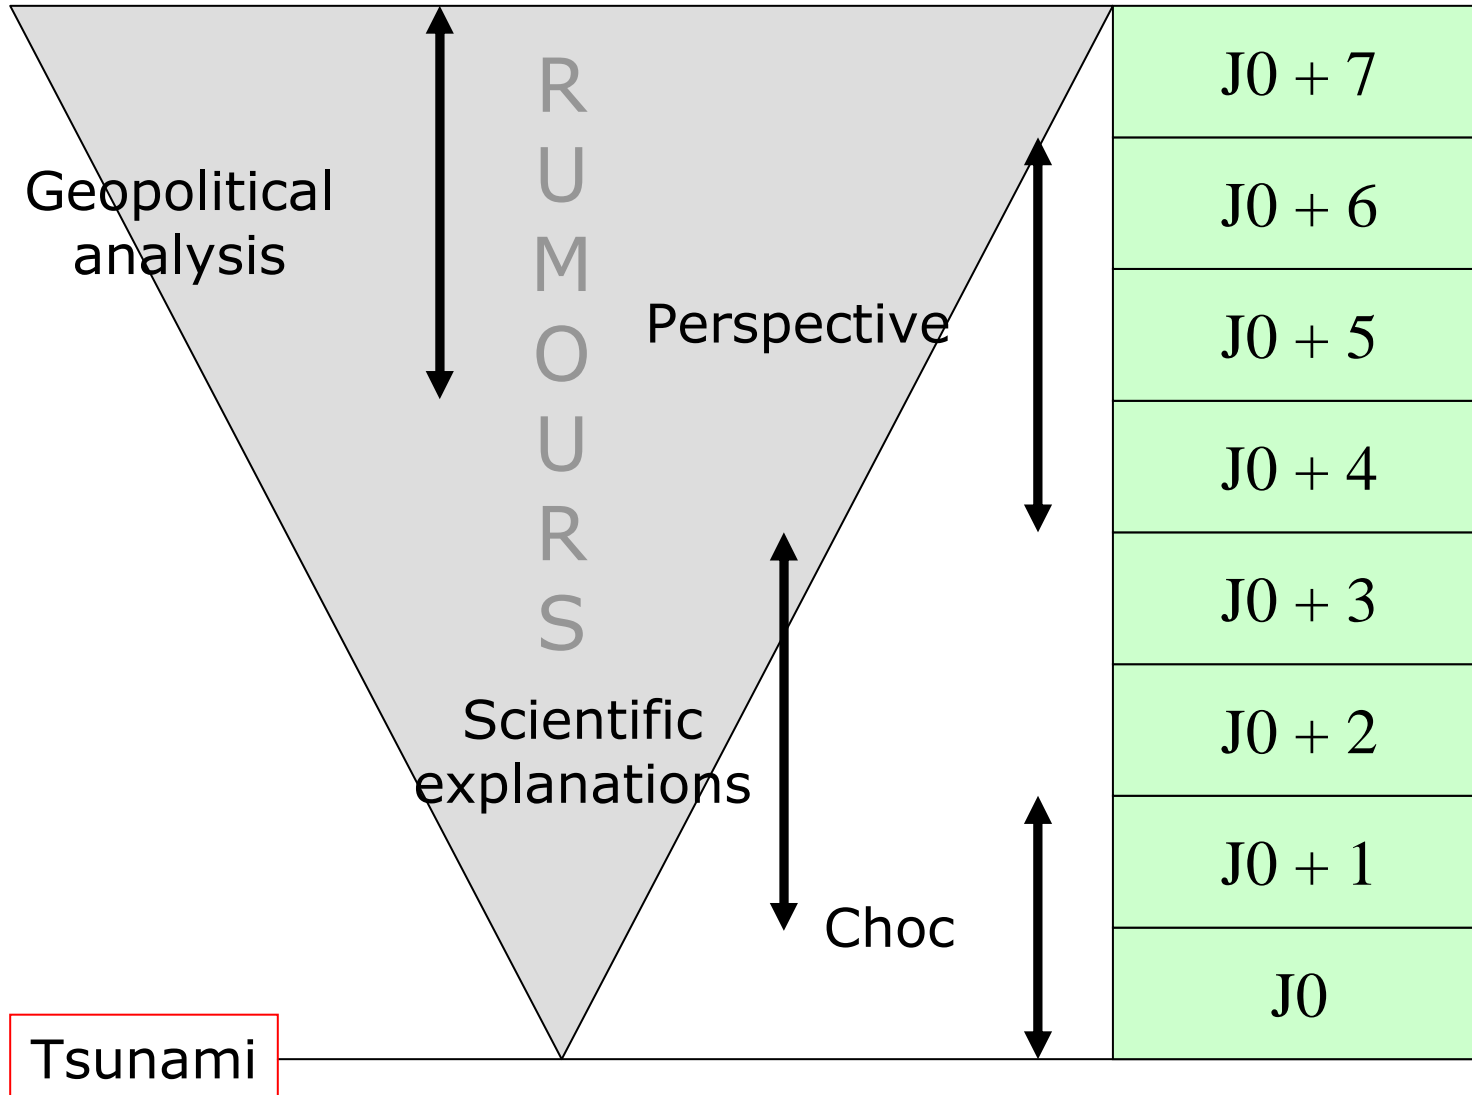 R
U
M
O
U
R
S
Geopolitical
analysis
Perspective
Scientific
explanations
Choc
Tsunami
J0 + 7
J0 + 6
J0 + 5
J0 + 4
J0 + 3
J0 + 2
J0 + 1
J0